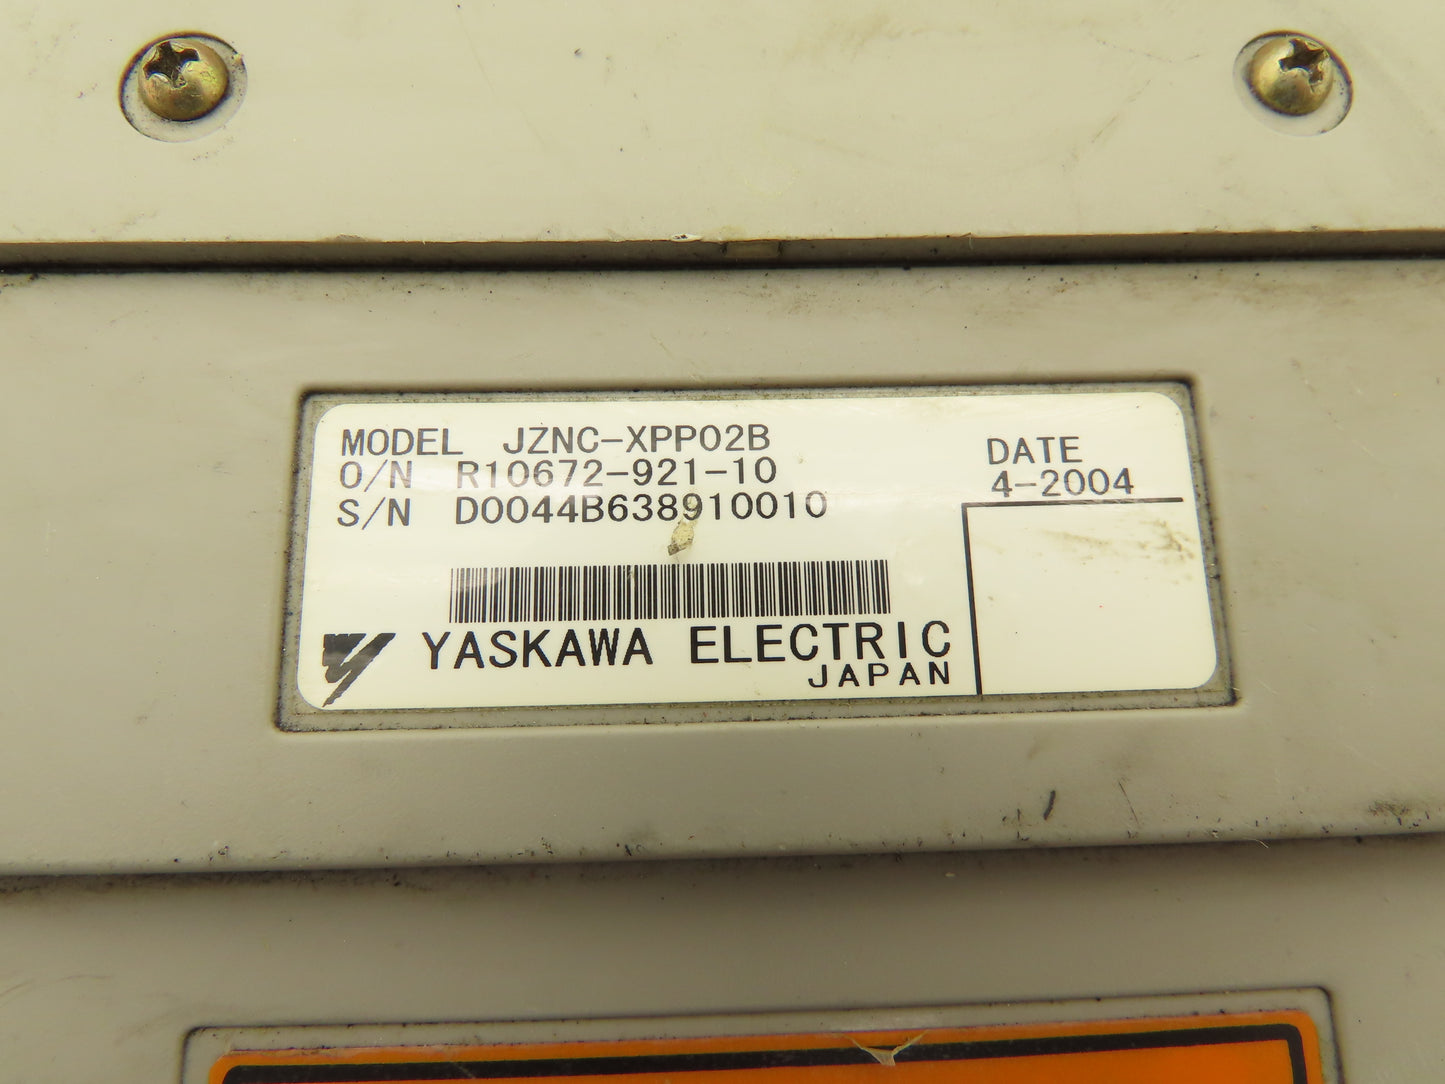 MODEL JZNC-XPP02B
O/N R10672-921-10
S/N D0044B638910010
DATE
4-2004
YASKAWA ELECTRIC
JAPAN